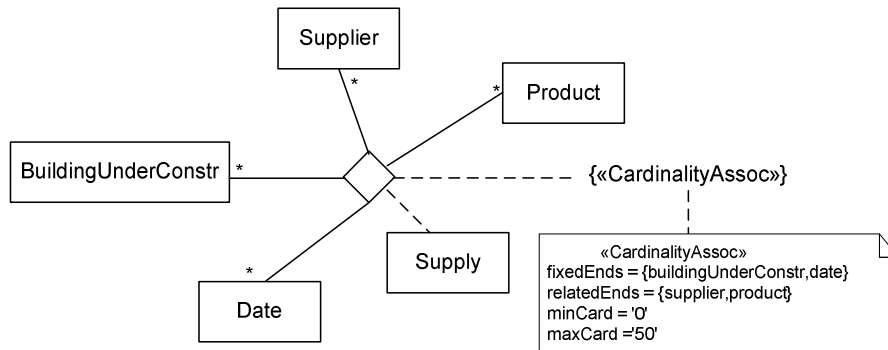 Supplier
*
Product
*
BuildingUnderConstr
*
{«CardinalityAssoc»}
Supply
*
Date
«CardinalityAssoc»
fixedEnds = {buildingUnderConstr,date}
relatedEnds = {supplier,product}
minCard = '0'
maxCard ='50'